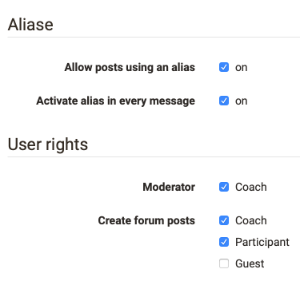 Aliase
Allow posts using an alias on
Activate alias in every message on
User rights
Moderator Coach
Create forum posts Coach
Participant
Guest